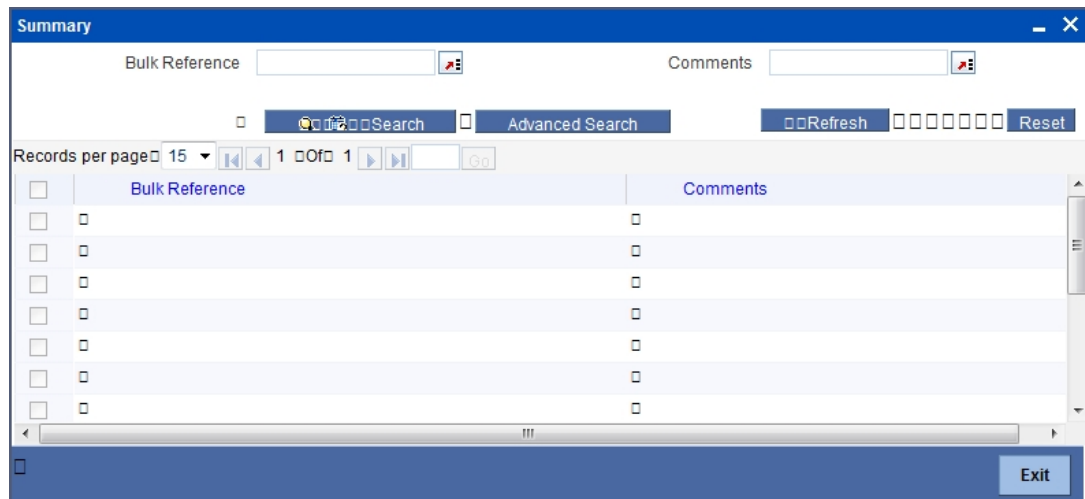 Summary
Bulk Reference Comments
Search Advanced Search Refresh Reset
Records per page 15 1 Of 1 Go
Bulk Reference Comments
Exit